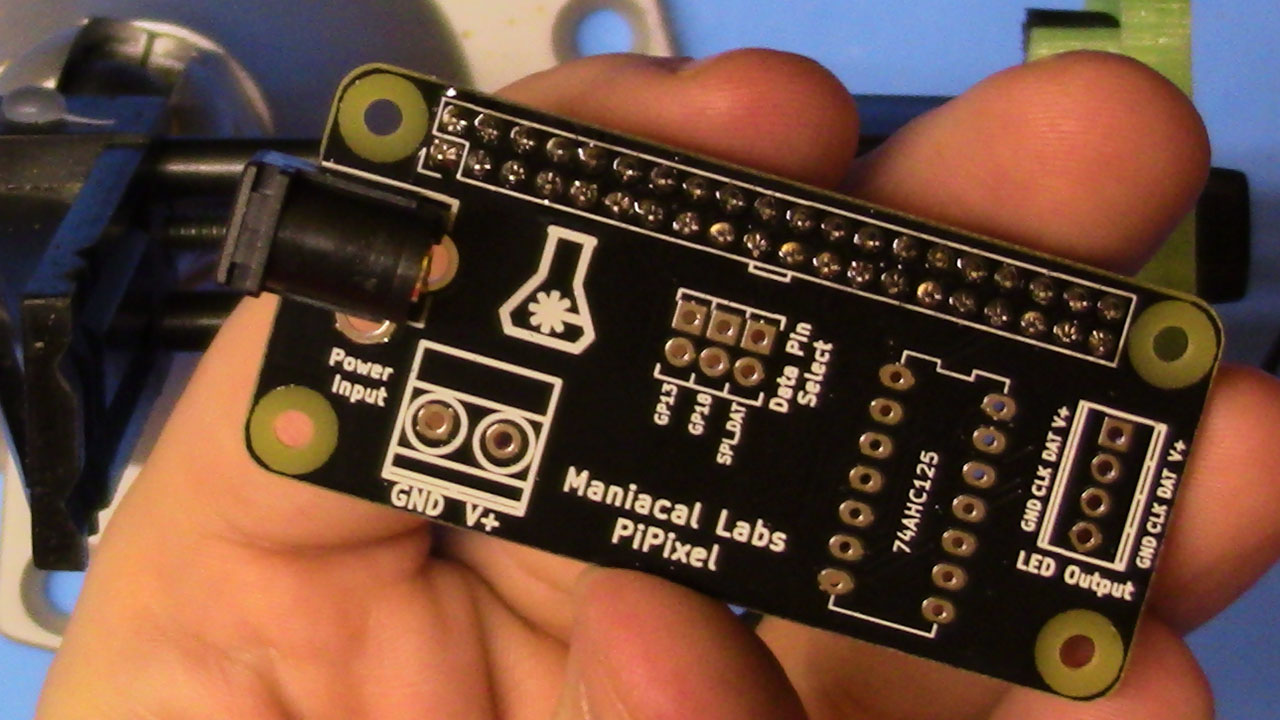 Power
Input
GND V+
GP13
GP18
SPI_DAT
Data Pin
Select
Maniacal Labs
PiPixel
74AHC125
GND CLK DAT V+
GND CLK DAT V+
LED Output